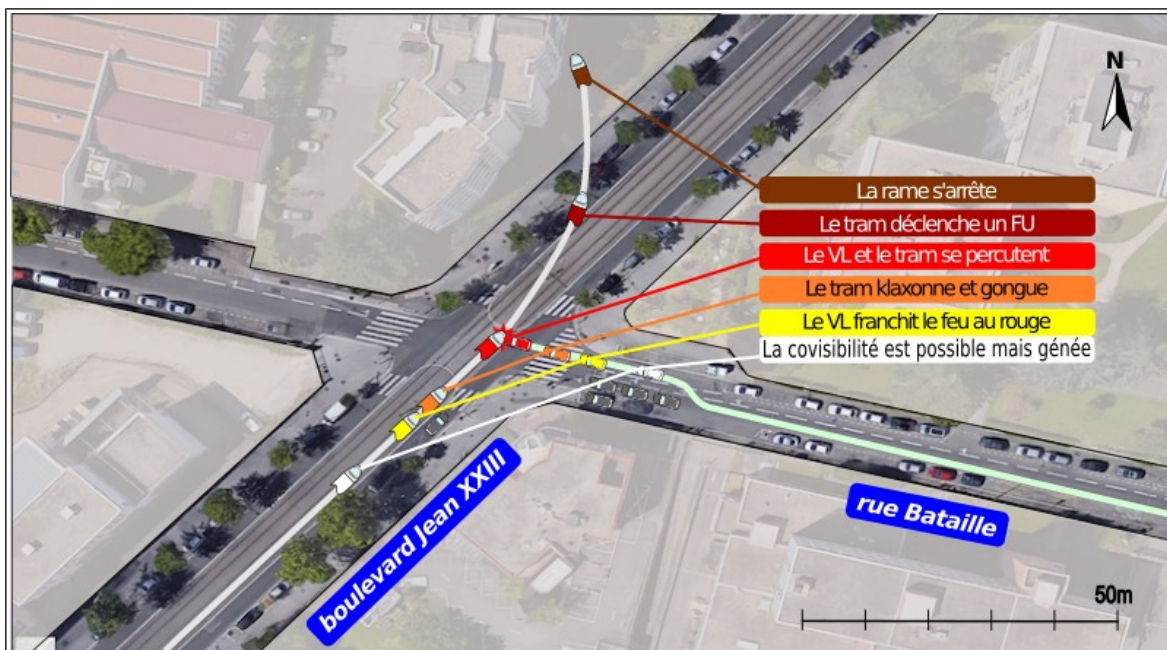 N
La rame s'arrête
Le tram déclenche un FU
Le VL et le tram se percutent
Le tram klaxonne et gongue
Le VL franchit le feu au rouge
La covisibilité est possible mais génée
boulevard Jean XXIII
rue Bataille
50m